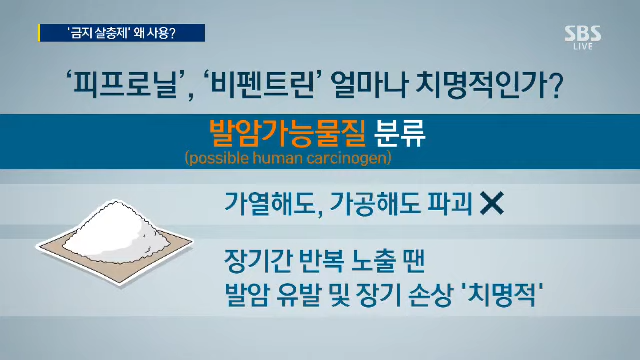 '금지 살충제' 왜 사용?
SBS
LIVE
‘피프로닐’, ‘비펜트린’ 얼마나 치명적인가?
발암가능물질 분류
(possible human carcinogen)
가열해도, 가공해도 파괴 ✕
장기간 반복 노출 땐
발암 유발 및 장기 손상 '치명적'